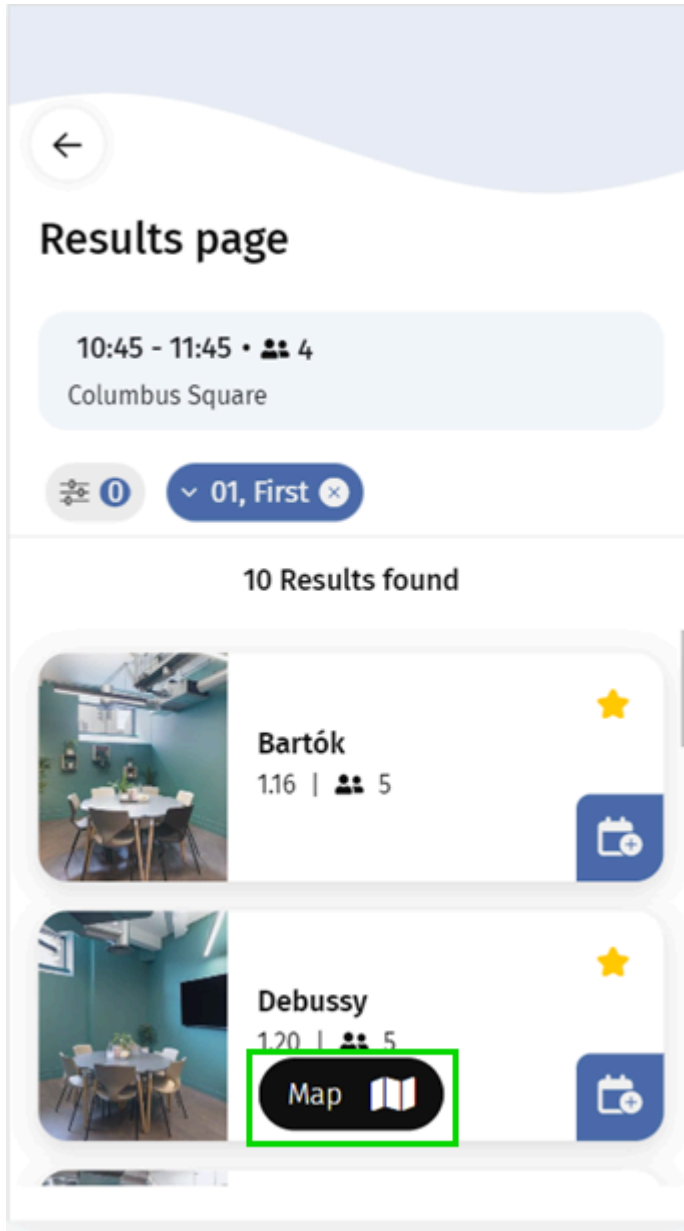 Results page
10:45 - 11:45 • 4
Columbus Square
0
01, First
10 Results found
Bartók
1.16 | 5
Debussy
1.20 | 5
Map